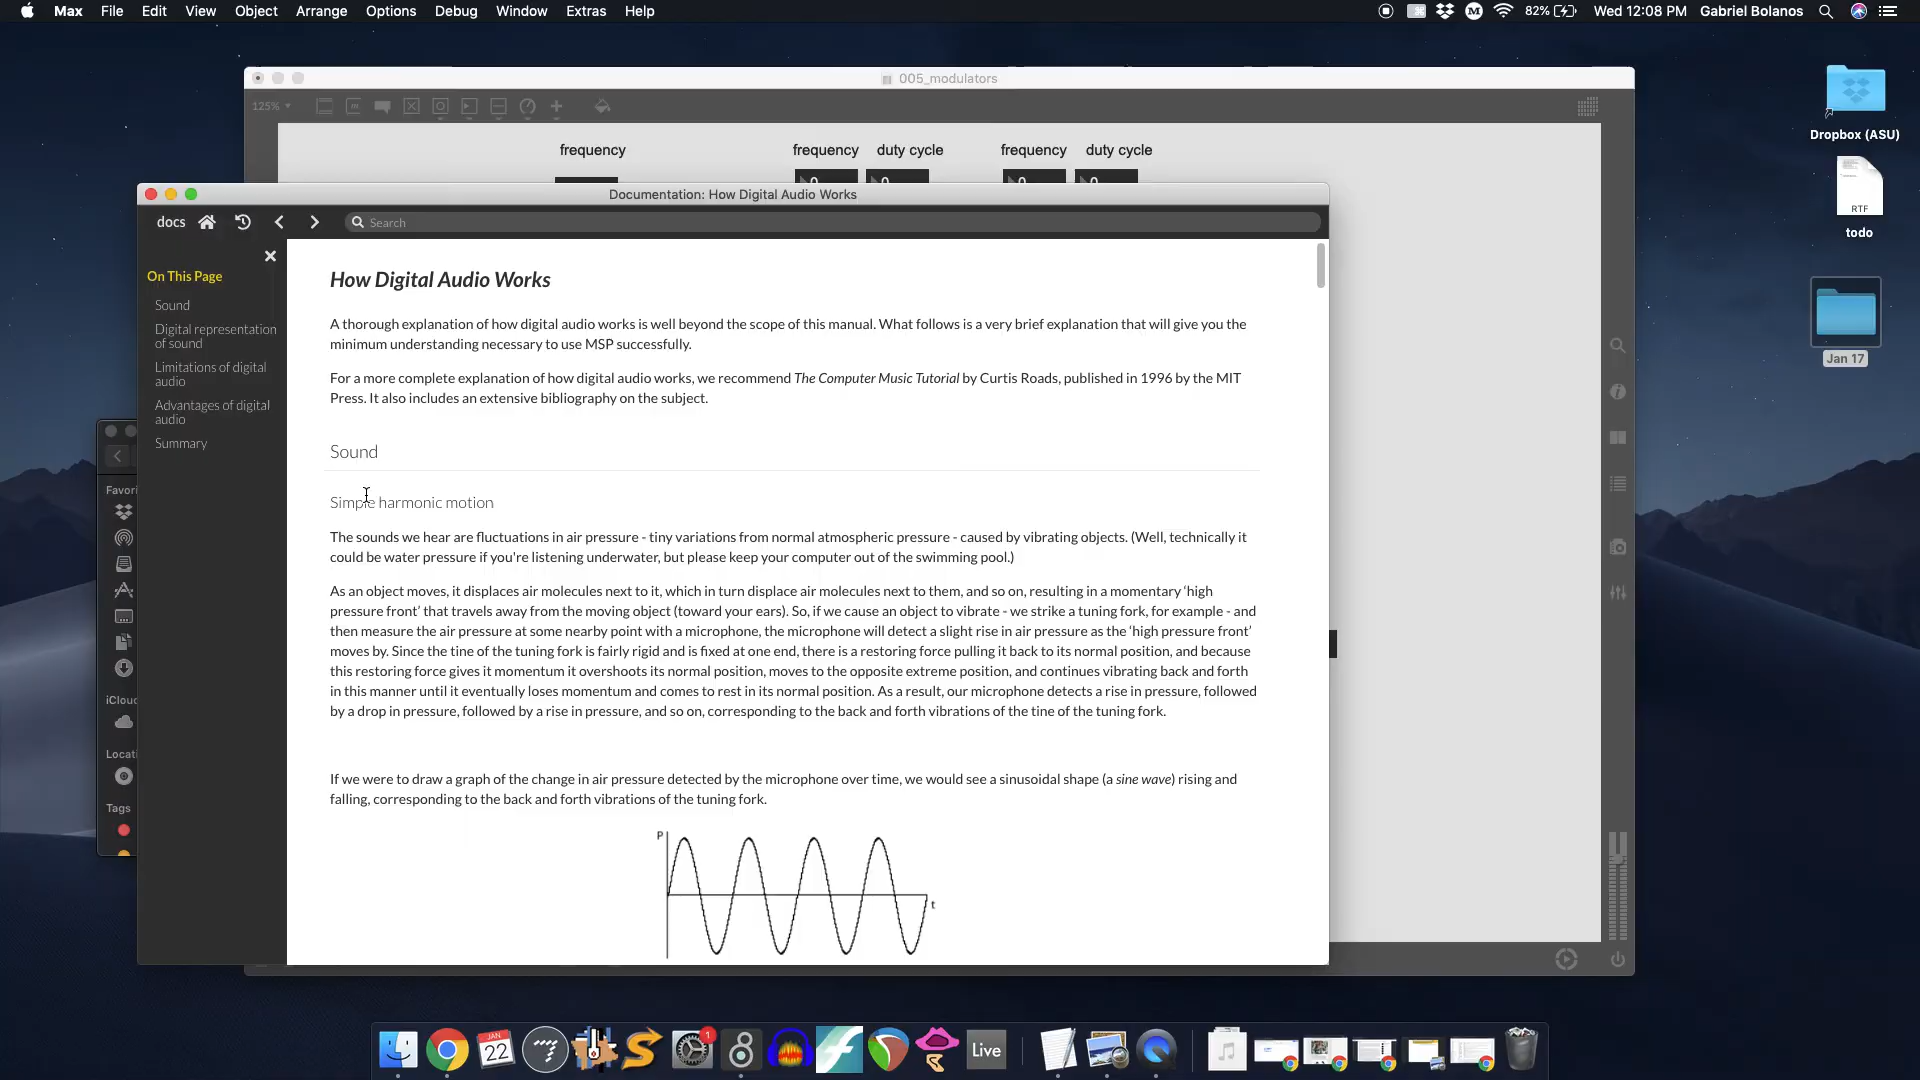 Max File Edit View Object Arrange Options Debug Window Extras Help
82% Wed 12:08 PM Gabriel Bolanos
005_modulators
125%
frequency frequency duty cycle frequency duty cycle
0 0 0 0
Documentation: How Digital Audio Works
docs Search
On This Page
Sound
Digital representation
of sound
Limitations of digital
audio
Advantages of digital
audio
Summary
How Digital Audio Works
A thorough explanation of how digital audio works is well beyond the scope of this manual. What follows is a very brief explanation that will give you the
minimum understanding necessary to use MSP successfully.
For a more complete explanation of how digital audio works, we recommend The Computer Music Tutorial by Curtis Roads, published in 1996 by the MIT
Press. It also includes an extensive bibliography on the subject.
Sound
Simple harmonic motion
The sounds we hear are fluctuations in air pressure - tiny variations from normal atmospheric pressure - caused by vibrating objects. (Well, technically it
could be water pressure if you're listening underwater, but please keep your computer out of the swimming pool.)
As an object moves, it displaces air molecules next to it, which in turn displace air molecules next to them, and so on, resulting in a momentary ‘high
pressure front’ that travels away from the moving object (toward your ears). So, if we cause an object to vibrate - we strike a tuning fork, for example - and
then measure the air pressure at some nearby point with a microphone, the microphone will detect a slight rise in air pressure as the ‘high pressure front’
moves by. Since the tine of the tuning fork is fairly rigid and is fixed at one end, there is a restoring force pulling it back to its normal position, and because
this restoring force gives it momentum it overshoots its normal position, moves to the opposite extreme position, and continues vibrating back and forth
in this manner until it eventually loses momentum and comes to rest in its normal position. As a result, our microphone detects a rise in pressure, followed
by a drop in pressure, followed by a rise in pressure, and so on, corresponding to the back and forth vibrations of the tine of the tuning fork.
If we were to draw a graph of the change in air pressure detected by the microphone over time, we would see a sinusoidal shape (a sine wave) rising and
falling, corresponding to the back and forth vibrations of the tuning fork.
P
t
Favori
iCloud
Locati
Tags
Dropbox (ASU)
RTF
todo
Jan 17
JAN
22
1
Live